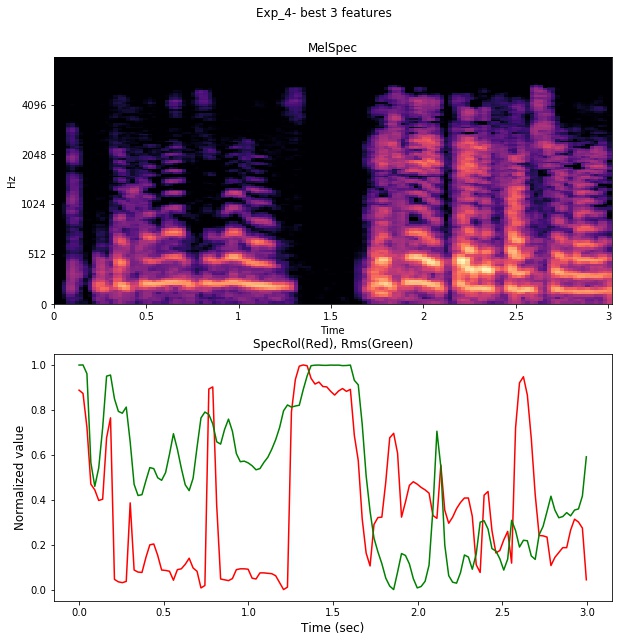 Exp_4- best 3 features
MelSpec
Hz
4096
2048
1024
512
0
0 0.5 1 1.5 2 2.5 3
Time
SpecRol(Red), Rms(Green)
Normalized value
1.0
0.8
0.6
0.4
0.2
0.0
0.0 0.5 1.0 1.5 2.0 2.5 3.0
Time (sec)